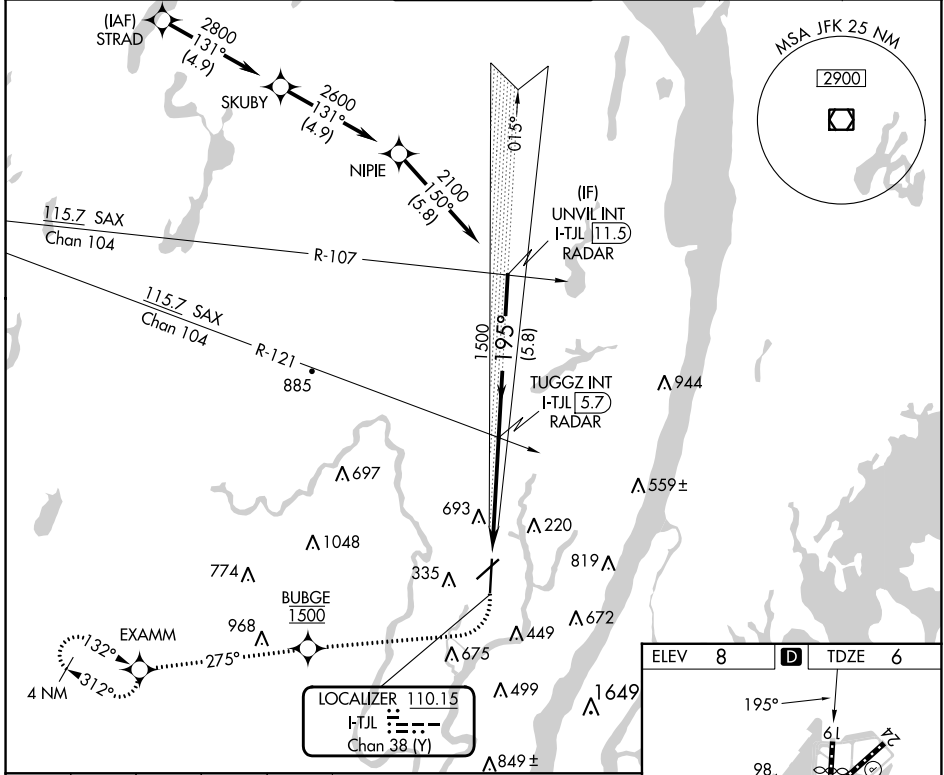 (IAF)
STRAD
2800
131°
(4.9)
SKUBY
2600
131°
(4.9)
NIPIE
2100
150°
(5.8)
015°
MSA JFK 25 NM
2900
(IF)
UNVIL INT
I-TJL 11.5
RADAR
115.7 SAX
Chan 104
R-107
115.7 SAX
Chan 104
R-121
885
1500
195°
(5.8)
TUGGZ INT
I-TJL 5.7
RADAR
944
697
559±
693
220
1048
819
774
335
BUBGE
1500
672
EXAMM
968
449
132°
275°
675
312°
4 NM
499
1649
LOCALIZER 110.15
I-TJL
Chan 38 (Y)
849±
ELEV 8
D
TDZE 6
195°
19
24
98